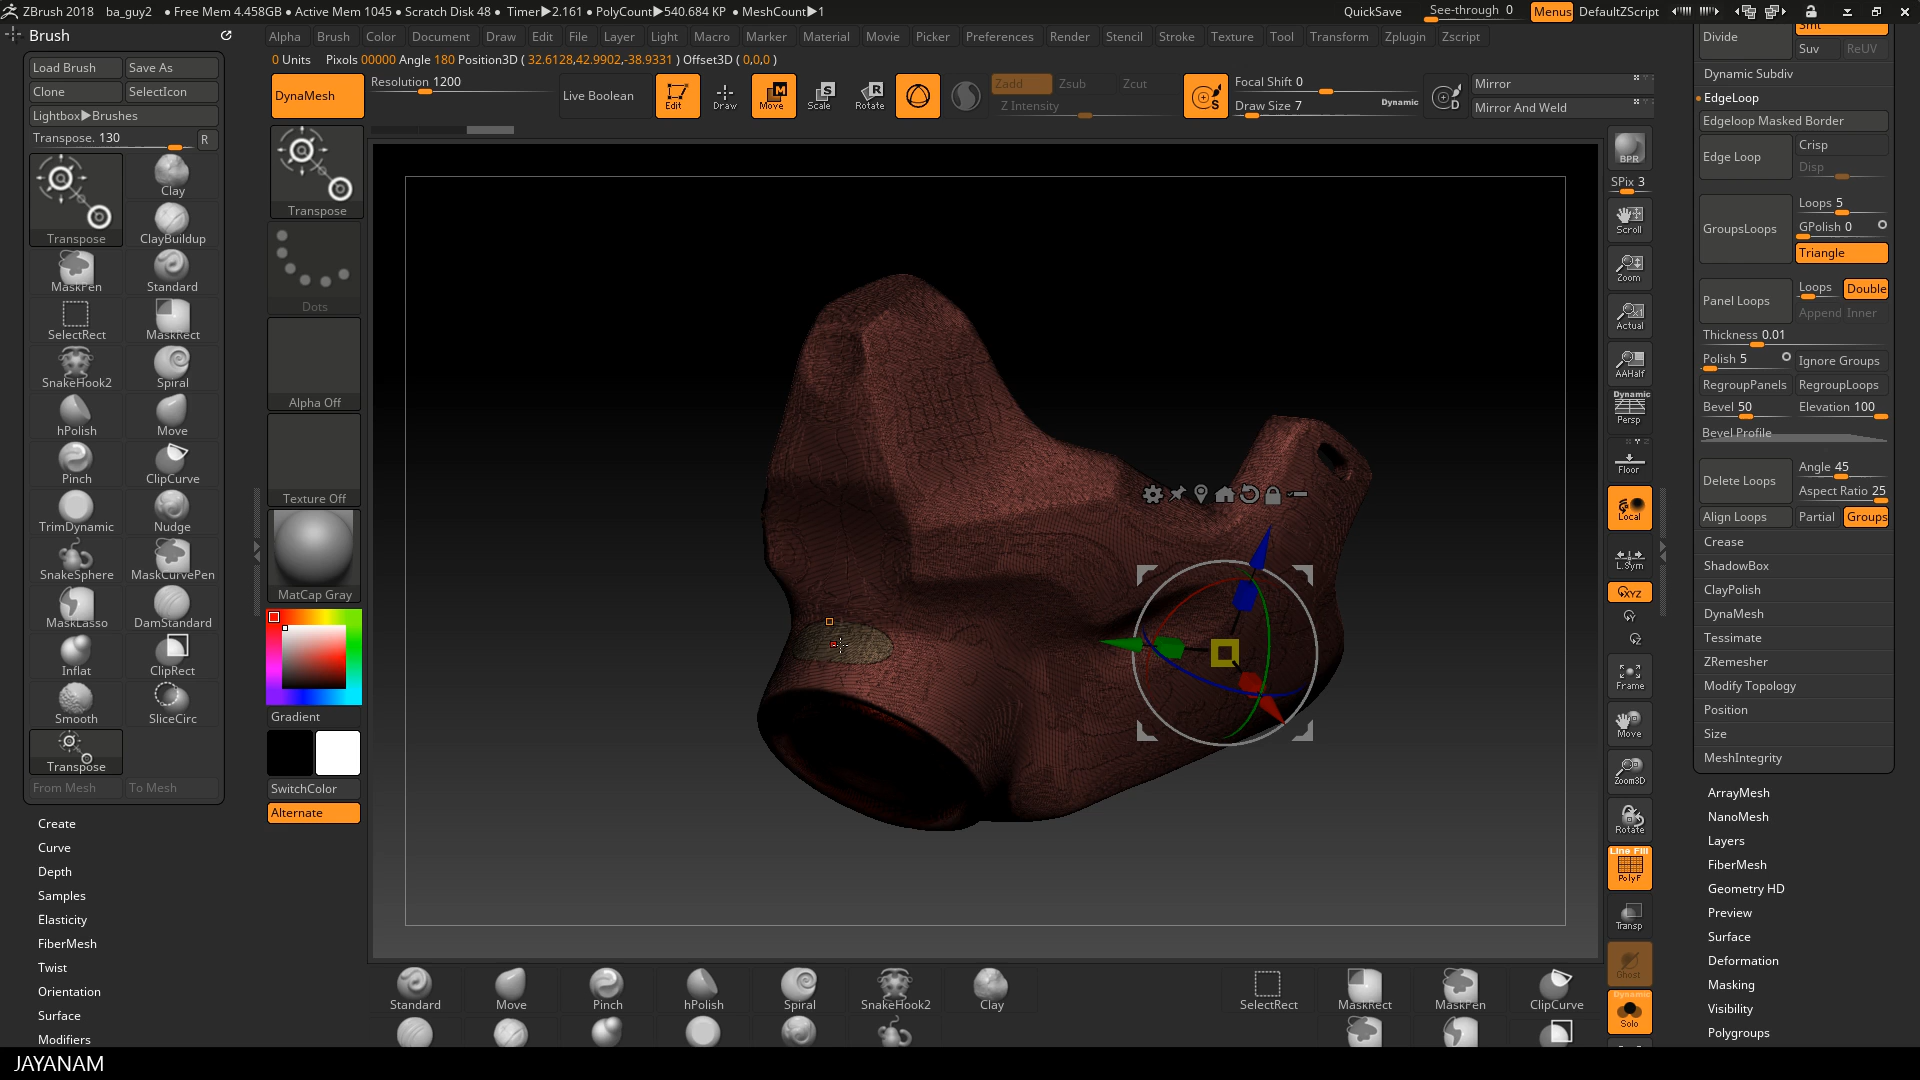 ZBrush 2018 ba_guy2 ● Free Mem 4.458GB ● Active Mem 1045 ● Scratch Disk 48 ● Timer▶2.161 ● PolyCount▶540.684 KP ● MeshCount▶1 QuickSave See-through 0 Menus DefaultZScript
Brush
Alpha Brush Color Document Draw Edit File Layer Light Macro Marker Material Movie Picker Preferences Render Stencil Stroke Texture Tool Transform Zplugin Zscript
0 Units Pixols 00000 Angle 180 Position3D ( 32.6128,42.9902,-38.9331 ) Offset3D ( 0,0,0 )
Load Brush Save As
Clone SelectIcon
Lightbox▶Brushes
Transpose. 130 R
Transpose Clay
ClayBuildup
MaskPen Standard
SelectRect MaskRect
SnakeHook2 Spiral
hPolish Move
Pinch ClipCurve
TrimDynamic Nudge
SnakeSphere MaskCurvePen
MaskLasso DamStandard
Inflat ClipRect
Smooth SliceCirc
Transpose
From Mesh To Mesh
Create
Curve
Depth
Samples
Elasticity
FiberMesh
Twist
Orientation
Surface
Modifiers
DynaMesh
Resolution 1200
Live Boolean
Edit Draw Move Scale Rotate
Zadd Zsub Zcut
Z Intensity
Focal Shift 0
Draw Size 7 Dynamic
Mirror
Mirror And Weld
Transpose
Dots
Alpha Off
Texture Off
MatCap Gray
Gradient
SwitchColor
Alternate
BPR
SPix 3
Scroll
Zoom
Actual
AAHalf
Dynamic
Persp
Floor
Local
L.Sym
XYZ
Frame
Move
Zoom3D
Rotate
Line Fill
PolyF
Transp
Ghost
Dynamic
Solo
Divide Smt
Suv ReUV
Dynamic Subdiv
EdgeLoop
Edgeloop Masked Border
Edge Loop Crisp
Disp
GroupsLoops Loops 5
GPolish 0
Triangle
Panel Loops Loops Double
Append Inner
Thickness 0.01
Polish 5 Ignore Groups
RegroupPanels RegroupLoops
Bevel 50 Elevation 100
Bevel Profile
Delete Loops Angle 45
Aspect Ratio 25
Align Loops Partial Groups
Crease
ShadowBox
ClayPolish
DynaMesh
Tessimate
ZRemesher
Modify Topology
Position
Size
MeshIntegrity
ArrayMesh
NanoMesh
Layers
FiberMesh
Geometry HD
Preview
Surface
Deformation
Masking
Visibility
Polygroups
Standard Move Pinch hPolish Spiral SnakeHook2 Clay SelectRect MaskRect MaskPen ClipCurve
JAYANAM